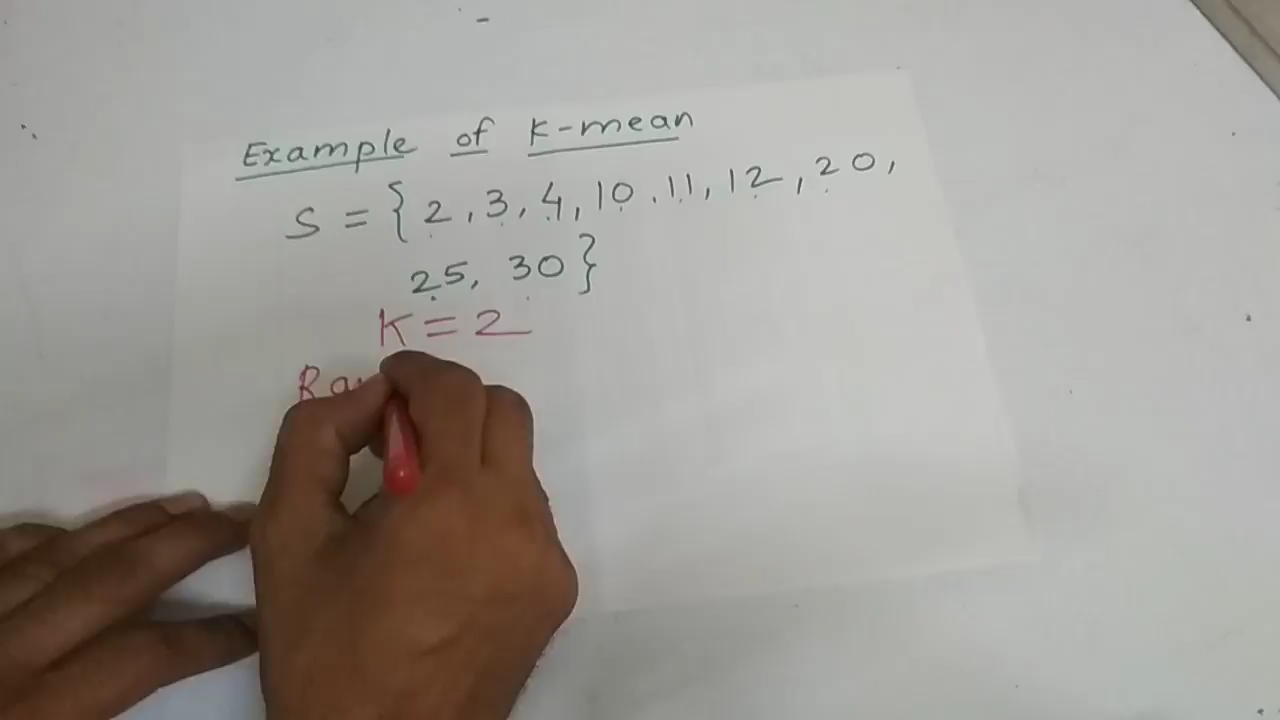 Example of K-mean
S = {2, 3, 4, 10, 11, 12, 20,
25, 30}
K = 2